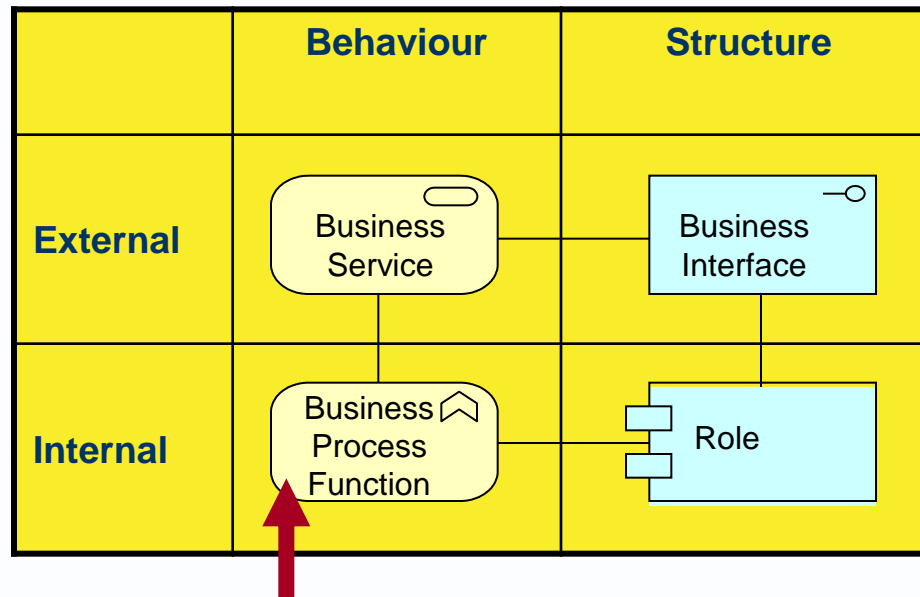 Behaviour
Structure
External
Business
Service
Business
Interface
Internal
Business
Process
Function
Role